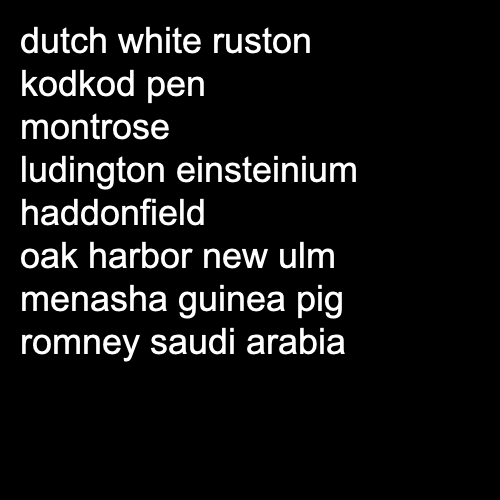 dutch white ruston
kodkod pen
montrose
ludington einsteinium
haddonfield
oak harbor new ulm
menasha guinea pig
romney saudi arabia